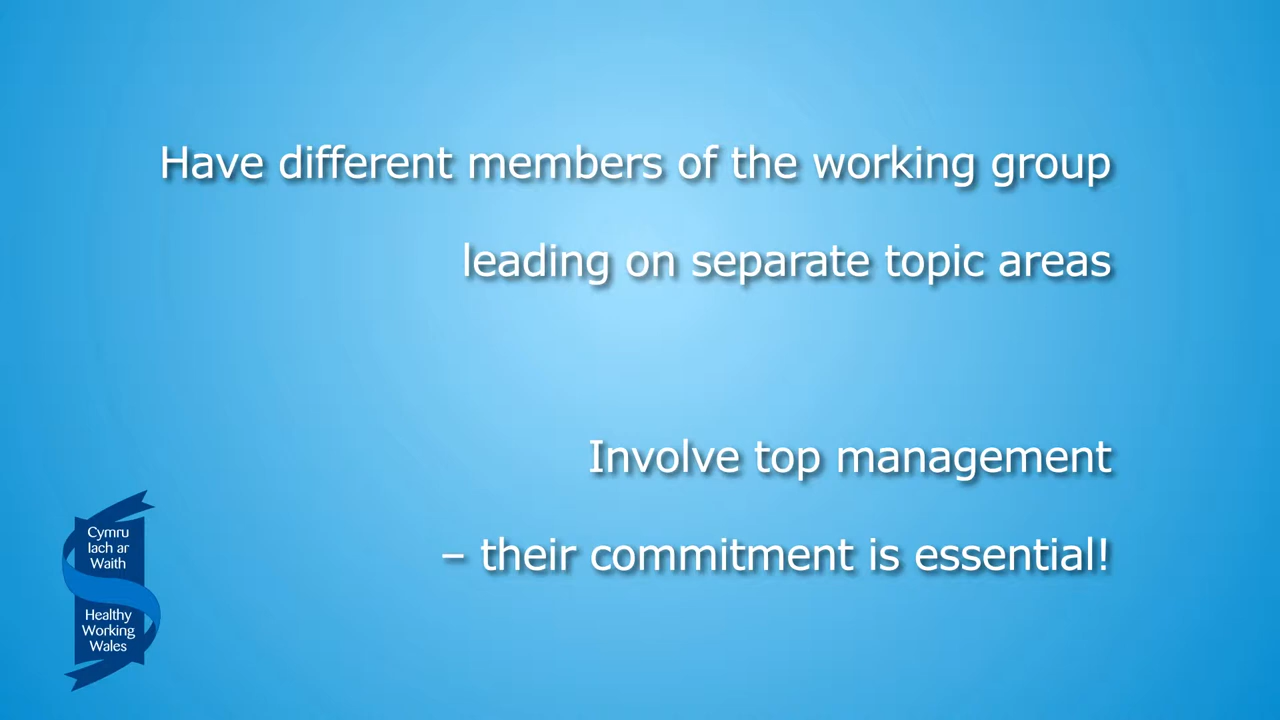 Have different members of the working group
leading on separate topic areas
Involve top management
– their commitment is essential!
Cymru
Iach ar
Waith
Healthy
Working
Wales